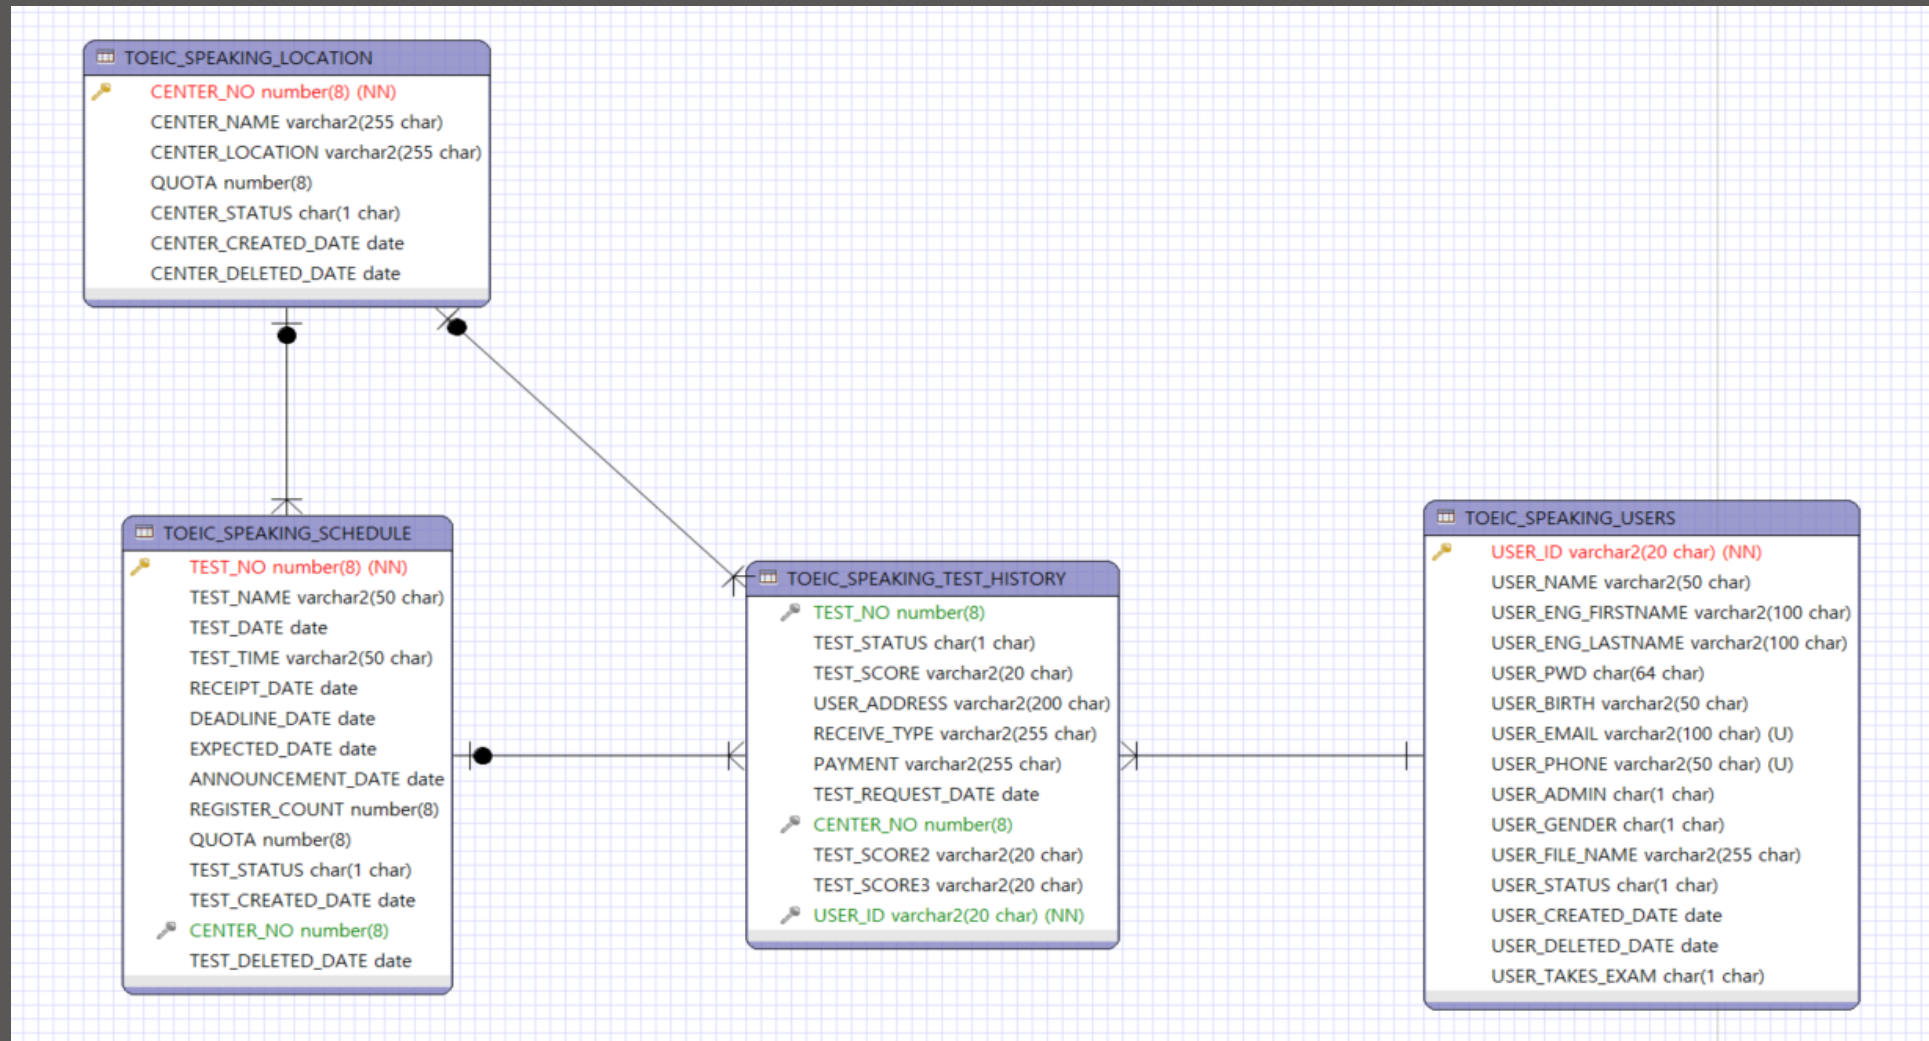 TOEIC_SPEAKING_LOCATION
CENTER_NO number(8) (NN)
CENTER_NAME varchar2(255 char)
CENTER_LOCATION varchar2(255 char)
QUOTA number(8)
CENTER_STATUS char(1 char)
CENTER_CREATED_DATE date
CENTER_DELETED_DATE date
TOEIC_SPEAKING_SCHEDULE
TEST_NO number(8) (NN)
TEST_NAME varchar2(50 char)
TEST_DATE date
TEST_TIME varchar2(50 char)
RECEIPT_DATE date
DEADLINE_DATE date
EXPECTED_DATE date
ANNOUNCEMENT_DATE date
REGISTER_COUNT number(8)
QUOTA number(8)
TEST_STATUS char(1 char)
TEST_CREATED_DATE date
CENTER_NO number(8)
TEST_DELETED_DATE date
TOEIC_SPEAKING_TEST_HISTORY
TEST_NO number(8)
TEST_STATUS char(1 char)
TEST_SCORE varchar2(20 char)
USER_ADDRESS varchar2(200 char)
RECEIVE_TYPE varchar2(255 char)
PAYMENT varchar2(255 char)
TEST_REQUEST_DATE date
CENTER_NO number(8)
TEST_SCORE2 varchar2(20 char)
TEST_SCORE3 varchar2(20 char)
USER_ID varchar2(20 char) (NN)
TOEIC_SPEAKING_USERS
USER_ID varchar2(20 char) (NN)
USER_NAME varchar2(50 char)
USER_ENG_FIRSTNAME varchar2(100 char)
USER_ENG_LASTNAME varchar2(100 char)
USER_PWD char(64 char)
USER_BIRTH varchar2(50 char)
USER_EMAIL varchar2(100 char) (U)
USER_PHONE varchar2(50 char) (U)
USER_ADMIN char(1 char)
USER_GENDER char(1 char)
USER_FILE_NAME varchar2(255 char)
USER_STATUS char(1 char)
USER_CREATED_DATE date
USER_DELETED_DATE date
USER_TAKES_EXAM char(1 char)